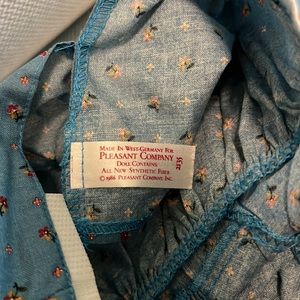 MADE IN WEST-GERMANY FOR
PLEASANT COMPANY
DOLL CONTAINS
ALL NEW SYNTHETIC FIBER
©1986 PLEASANT COMPANY INC.